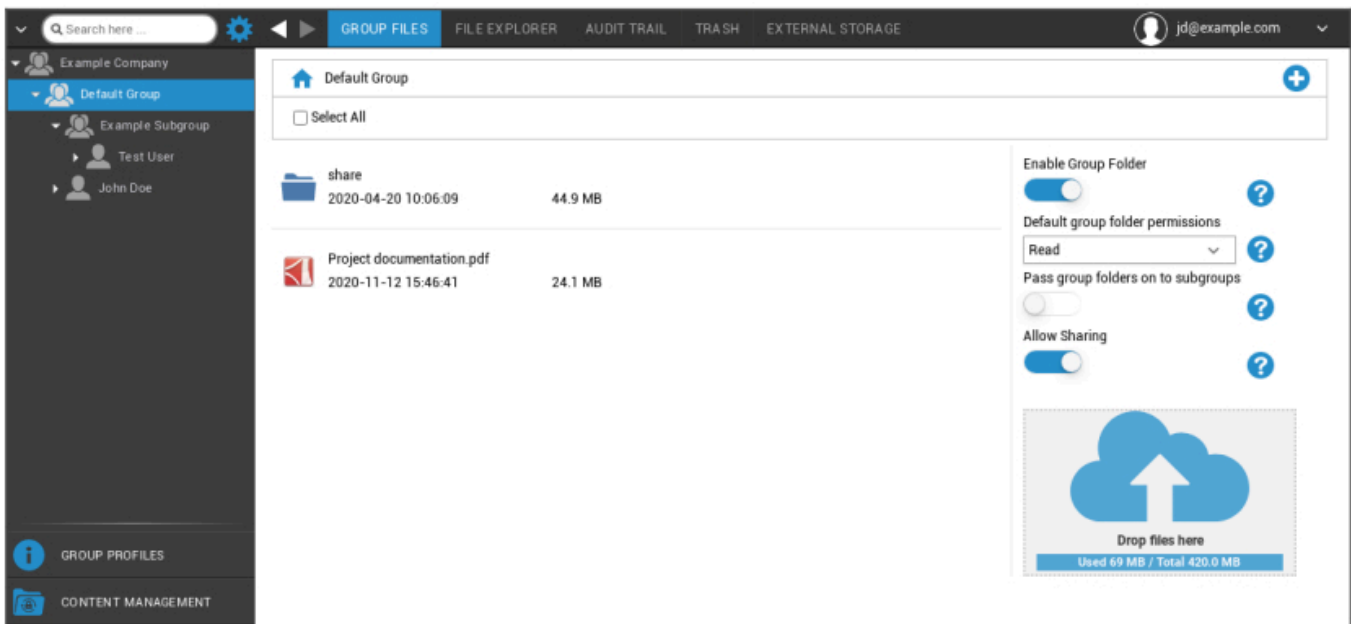 Search here ...
GROUP FILES
FILE EXPLORER
AUDIT TRAIL
TRASH
EXTERNAL STORAGE
jd@example.com
Example Company
Default Group
Example Subgroup
Test User
John Doe
GROUP PROFILES
CONTENT MANAGEMENT
Default Group
Select All
share
2020-04-20 10:06:09 44.9 MB
Project documentation.pdf
2020-11-12 15:46:41 24.1 MB
Enable Group Folder
Default group folder permissions
Read
Pass group folders on to subgroups
Allow Sharing
Drop files here
Used 69 MB / Total 420.0 MB